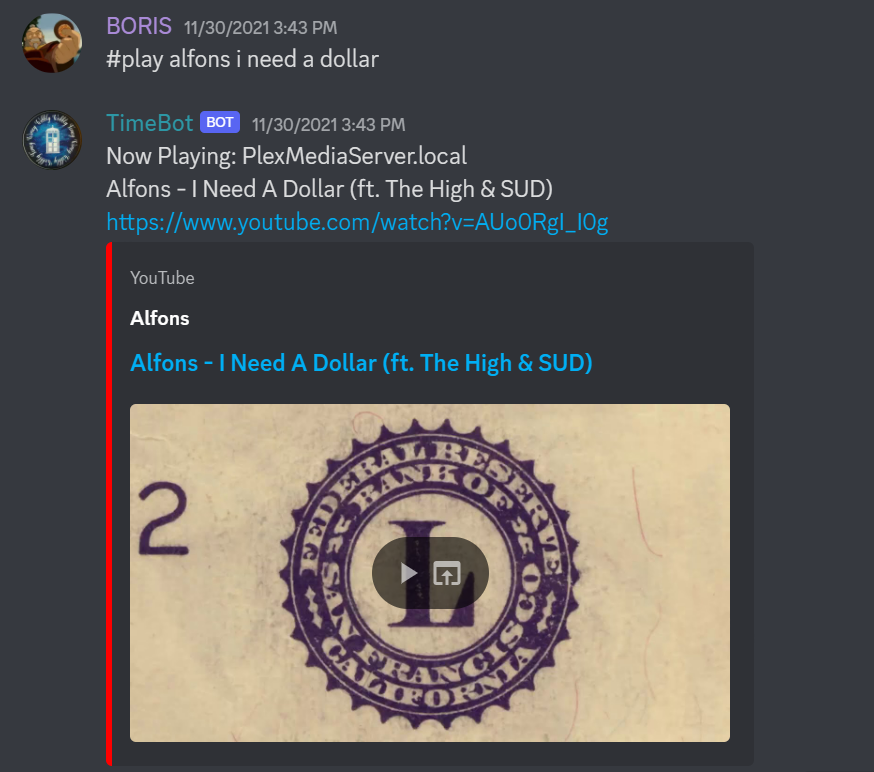 BORIS 11/30/2021 3:43 PM
#play alfons i need a dollar
TimeBot BOT 11/30/2021 3:43 PM
Now Playing: PlexMediaServer.local
Alfons - I Need A Dollar (ft. The High & SUD)
https://www.youtube.com/watch?v=AUo0RgI_I0g
YouTube
Alfons
Alfons - I Need A Dollar (ft. The High & SUD)
2
FEDERAL RESERVE
BANK OF
L
SAN FRANCISCO
CALIFORNIA